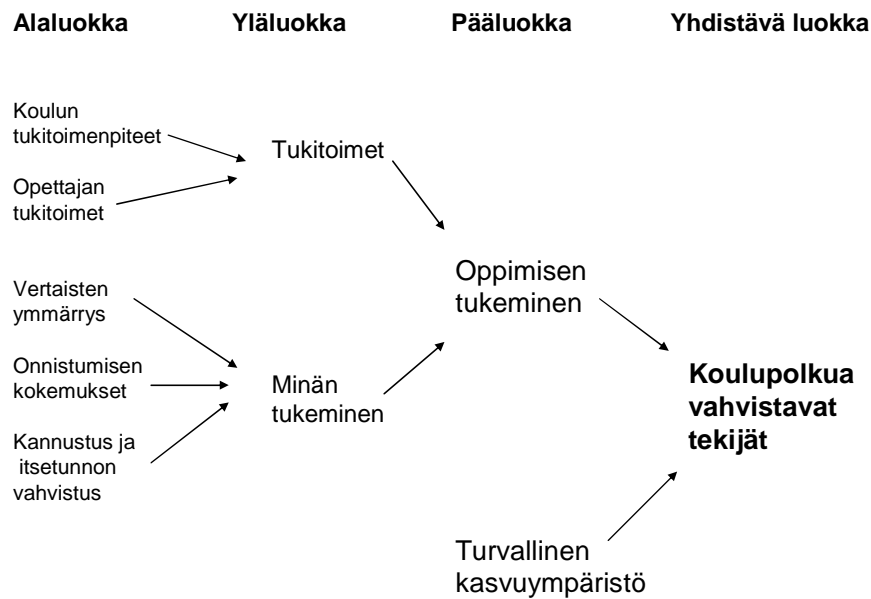 Alaluokka Yläluokka Pääluokka Yhdistävä luokka
Koulun
tukitoimenpiteet
Tukitoimet
Opettajan
tukitoimet
Oppimisen
tukeminen
Vertaisten
ymmärrys
Onnistumisen
kokemukset
Minän
tukeminen
Koulupolkua
vahvistavat
tekijät
Kannustus ja
itsetunnon
vahvistus
Turvallinen
kasvuympäristö